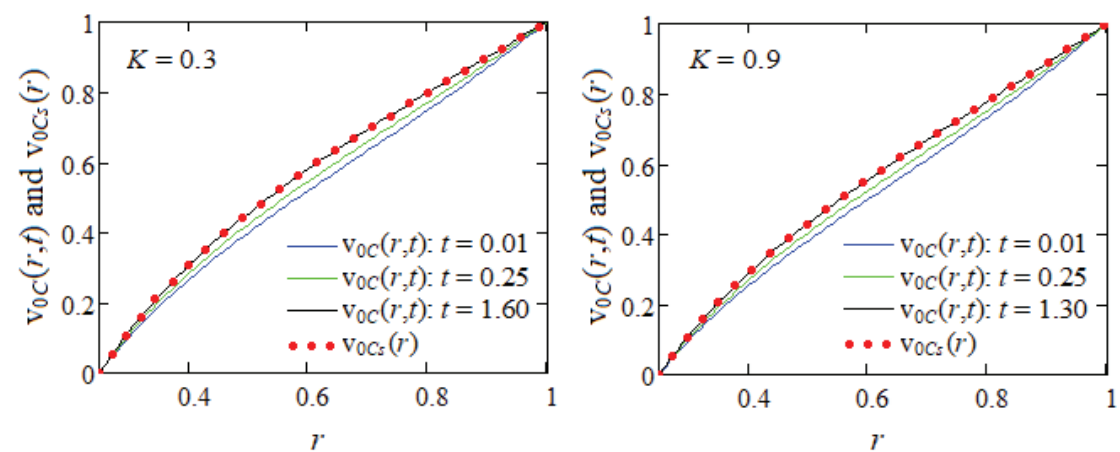 K = 0.3
v0C(r,t) and v0Cs(r)
1
0.8
0.6
0.4
0.2
0
v0C(r,t): t = 0.01
v0C(r,t): t = 0.25
v0C(r,t): t = 1.60
v0Cs(r)
0.4
0.6
0.8
1
r
K = 0.9
v0C(r,t) and v0Cs(r)
1
0.8
0.6
0.4
0.2
0
v0C(r,t): t = 0.01
v0C(r,t): t = 0.25
v0C(r,t): t = 1.30
v0Cs(r)
0.4
0.6
0.8
1
r